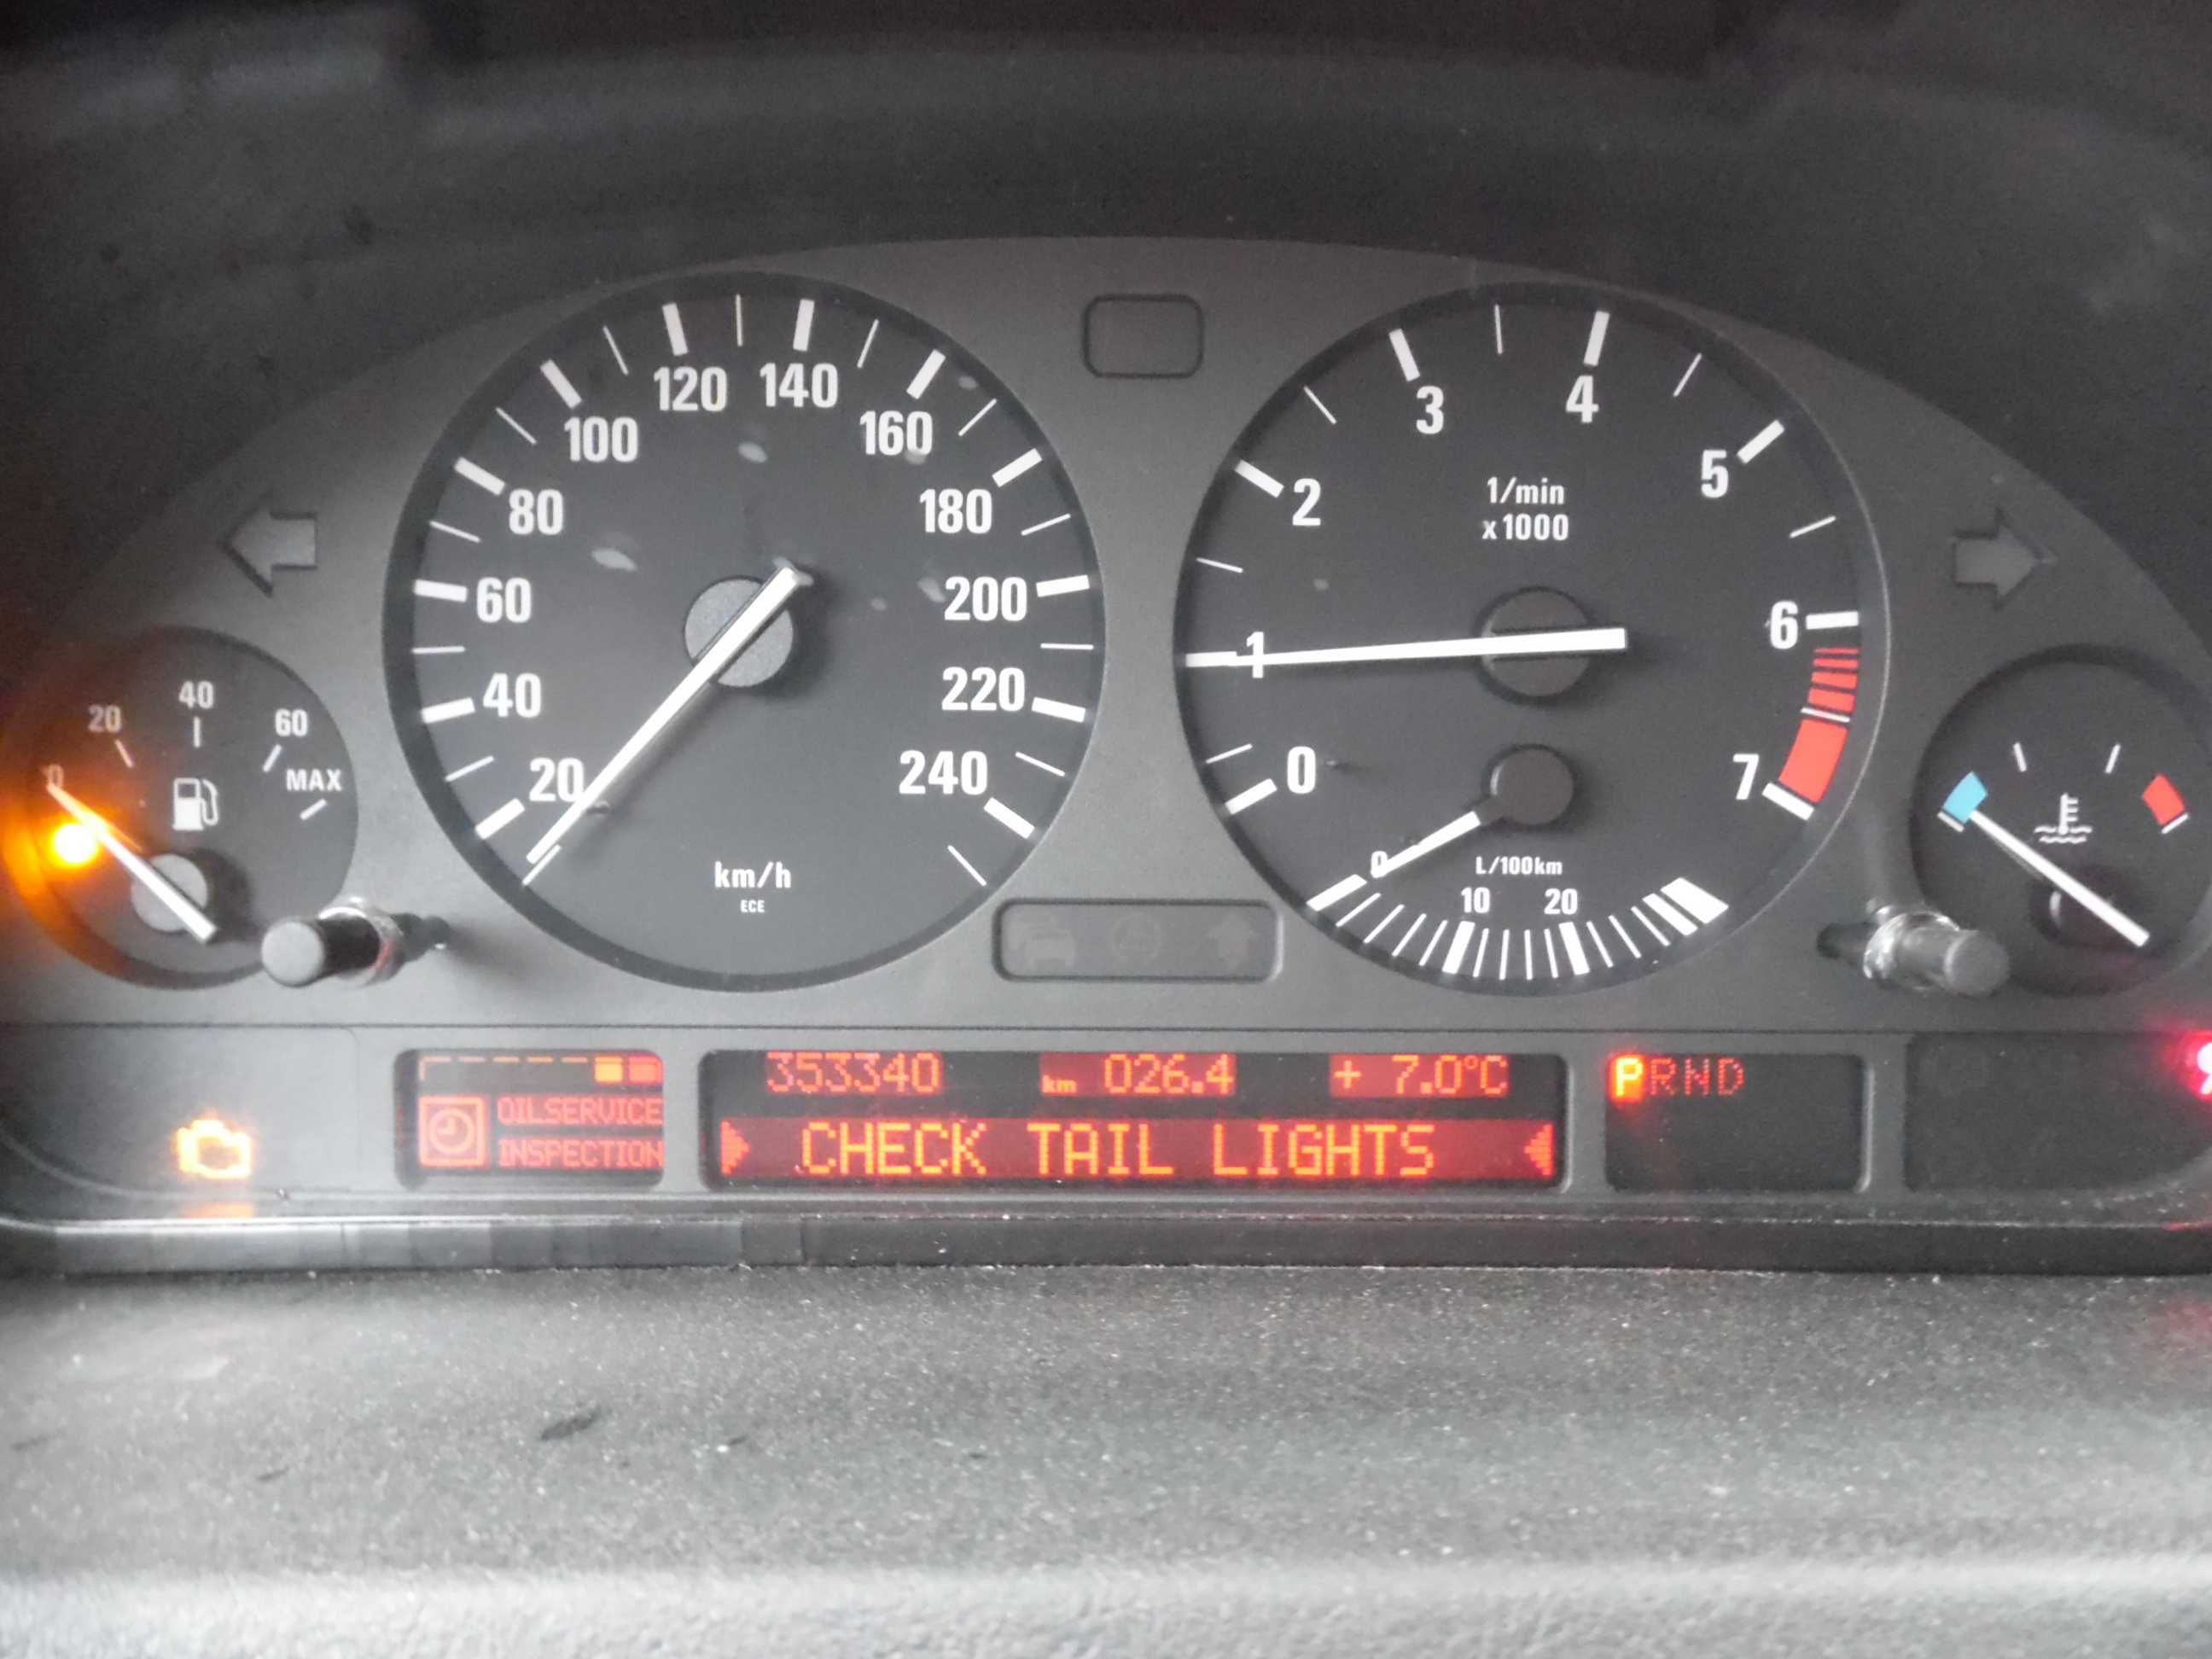 120 140
100 160
80 180
60 200
40 220
20 240
km/h
ECE
3 4
2 5
1/min
x1000
1 6
0 7
L/100km
0 10 20
0 20 40 60 MAX
OILSERVICE
INSPECTION
353340 km 026.4 + 7.0°C
CHECK TAIL LIGHTS
PRND